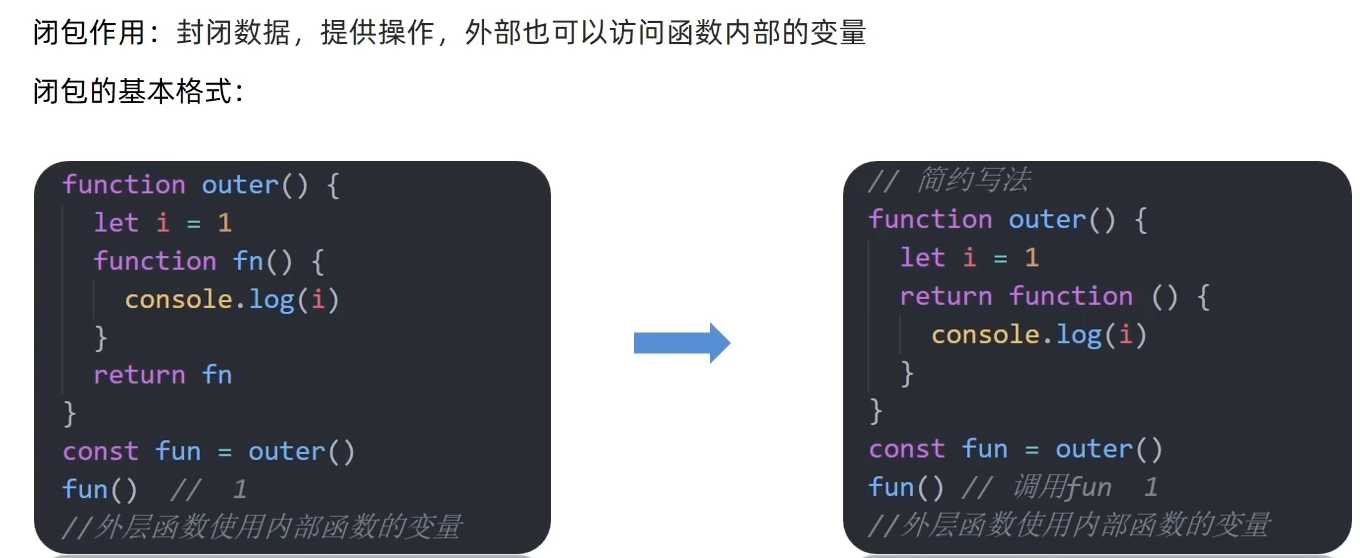 闭包作用：封闭数据，提供操作，外部也可以访问函数内部的变量
闭包的基本格式：
function outer() {
let i = 1
function fn() {
console.log(i)
}
return fn
}
const fun = outer()
fun() // 1
//外层函数使用内部函数的变量
// 简约写法
function outer() {
let i = 1
return function () {
console.log(i)
}
}
const fun = outer()
fun() // 调用fun 1
//外层函数使用内部函数的变量